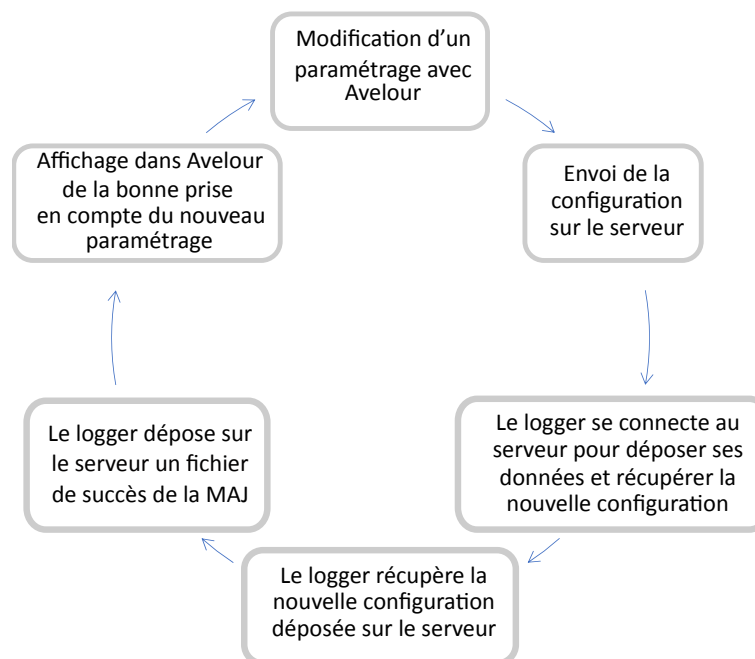 Modification d’un
paramétrage avec
Avelour
Envoi de la
configuration
sur le serveur
Le logger se connecte au
serveur pour déposer ses
données et récupérer la
nouvelle configuration
Le logger récupère la
nouvelle configuration
déposée sur le serveur
Le logger dépose sur
le serveur un fichier
de succès de la MAJ
Affichage dans Avelour
de la bonne prise
en compte du nouveau
paramétrage